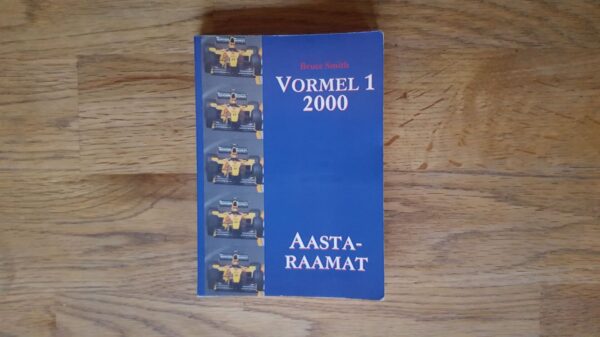 Bruce Smith
VORMEL 1
2000
AASTA-
RAAMAT